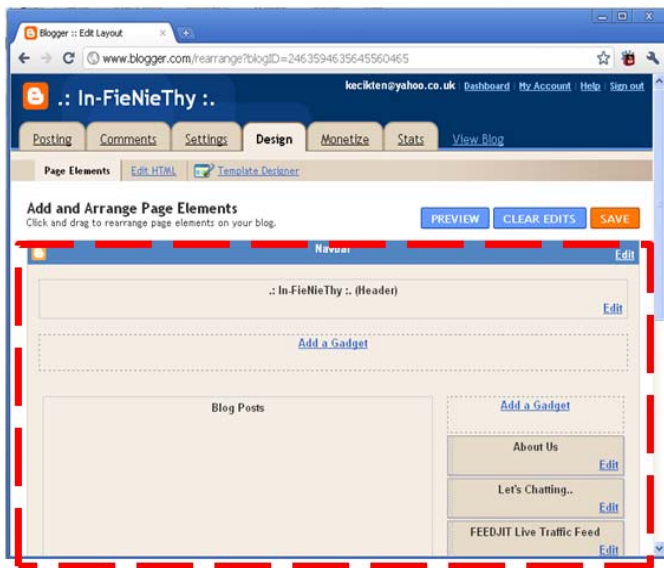 Blogger :: Edit Layout
www.blogger.com/rearrange?blogID=2463594635645560465
kecikten@yahoo.co.uk Dashboard My Account Help Sign out
.: In-FieNieThy :.
Posting Comments Settings Design Monetize Stats View Blog
Page Elements Edit HTML Template Designer
Add and Arrange Page Elements
Click and drag to rearrange page elements on your blog.
PREVIEW CLEAR EDITS SAVE
Navbar
Edit
.: In-FieNieThy :. (Header)
Edit
Add a Gadget
Blog Posts
Add a Gadget
About Us
Edit
Let's Chatting..
Edit
FEEDJIT Live Traffic Feed
Edit